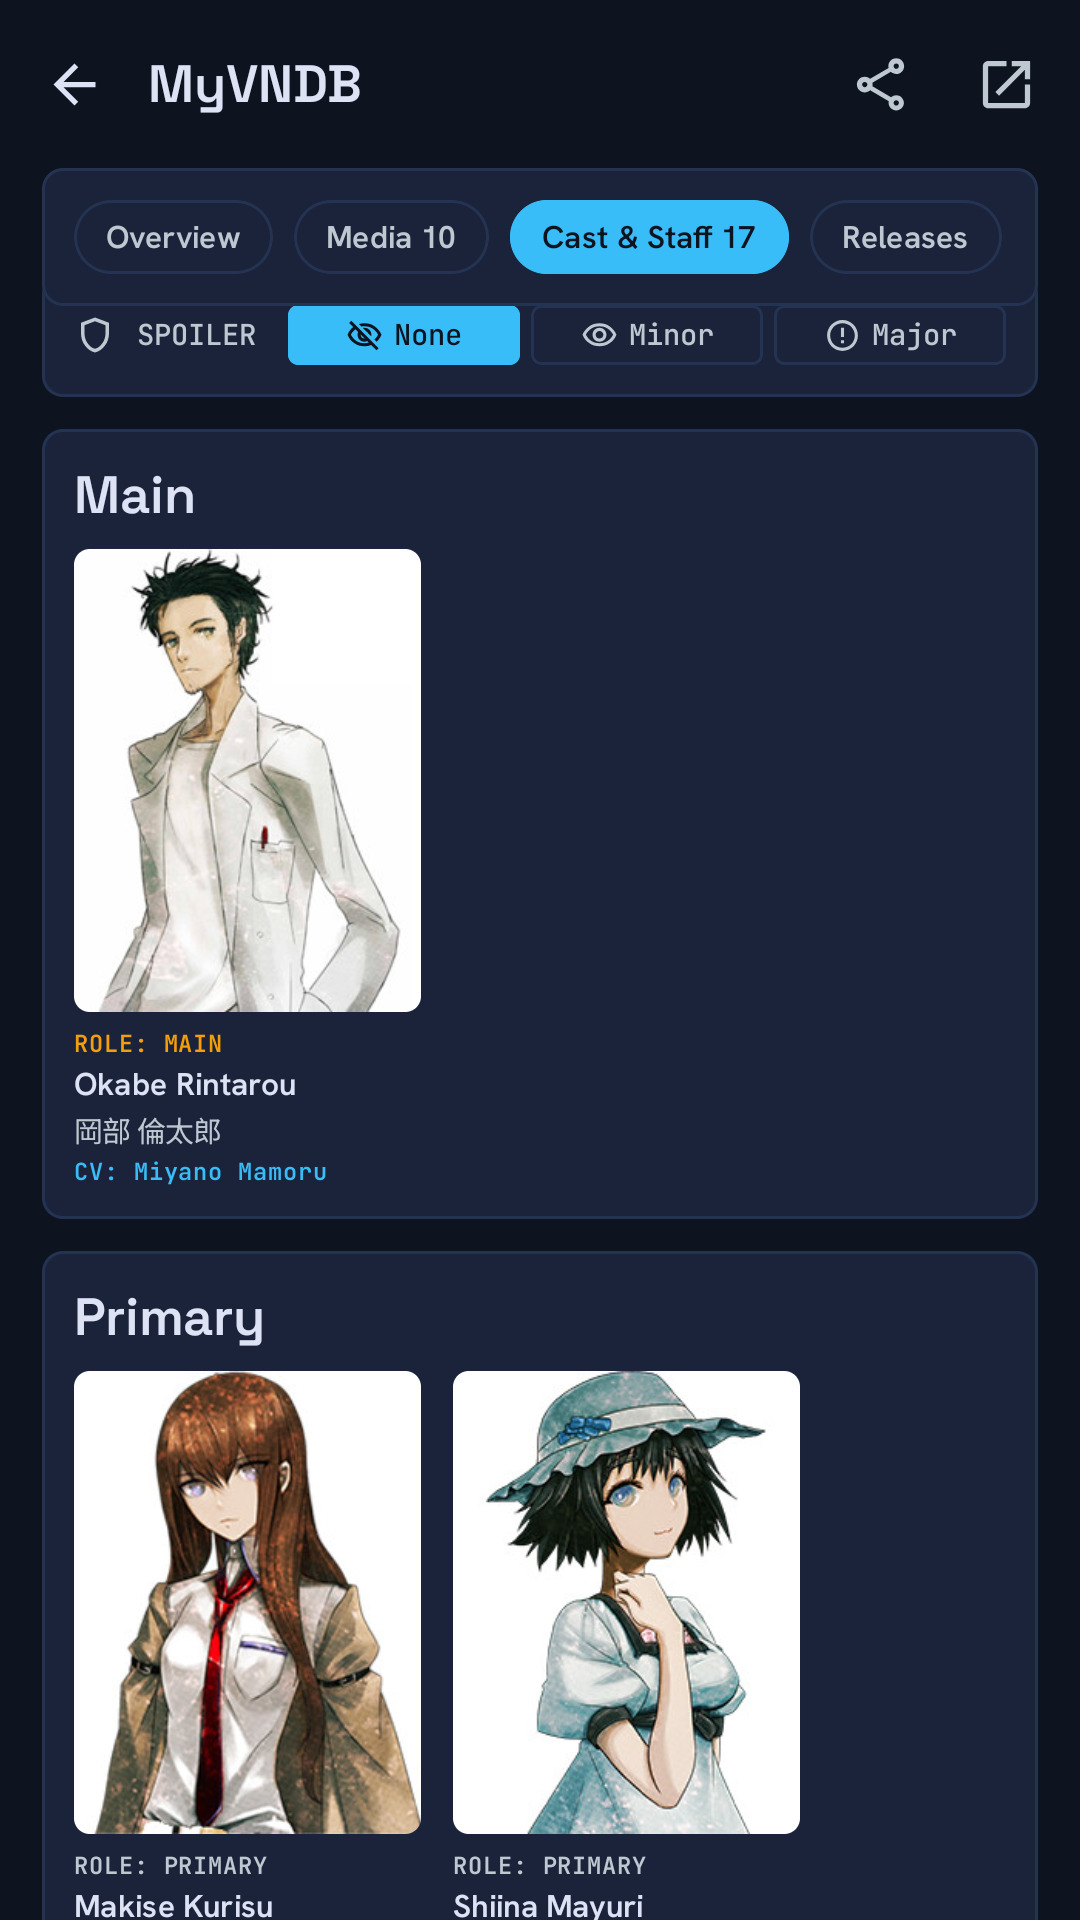 MyVNDB
Overview
Media 10
Cast & Staff 17
Releases
SPOILER
None
Minor
Major
Main
ROLE: MAIN
Okabe Rintarou
岡部 倫太郎
CV: Miyano Mamoru
Primary
ROLE: PRIMARY
Makise Kurisu
ROLE: PRIMARY
Shiina Mayuri